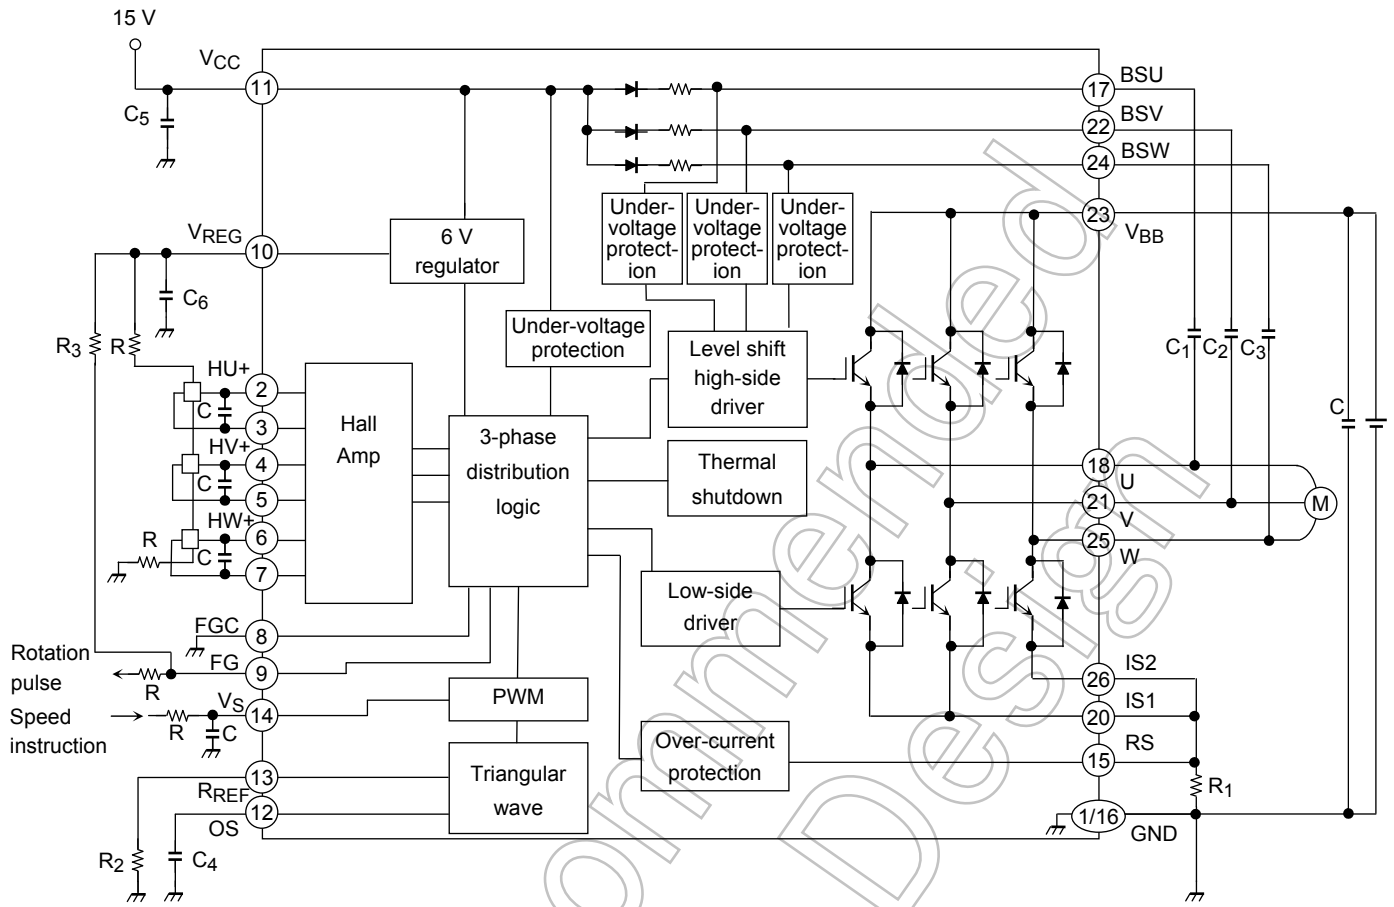 15 V
VCC
11
C5
BSU
17
BSV
22
BSW
24
Under-
voltage
protect-
ion
Under-
voltage
protect-
ion
Under-
voltage
protect-
ion
23
VBB
VREG
10
6 V
regulator
C6
R3
R
Under-voltage
protection
Level shift
high-side
driver
C1
C2
C3
C
HU+
2
C
3
HV+
4
C
5
HW+
6
R
C
7
Hall
Amp
3-phase
distribution
logic
Thermal
shutdown
18
U
21
V
25
W
M
Low-side
driver
FGC
8
Rotation
pulse
R
FG
9
VS
14
Speed
instruction
R
C
PWM
IS2
26
IS1
20
RS
15
Over-current
protection
Triangular
wave
13
RREF
12
OS
R2
C4
R1
1/16
GND
ommended
Design